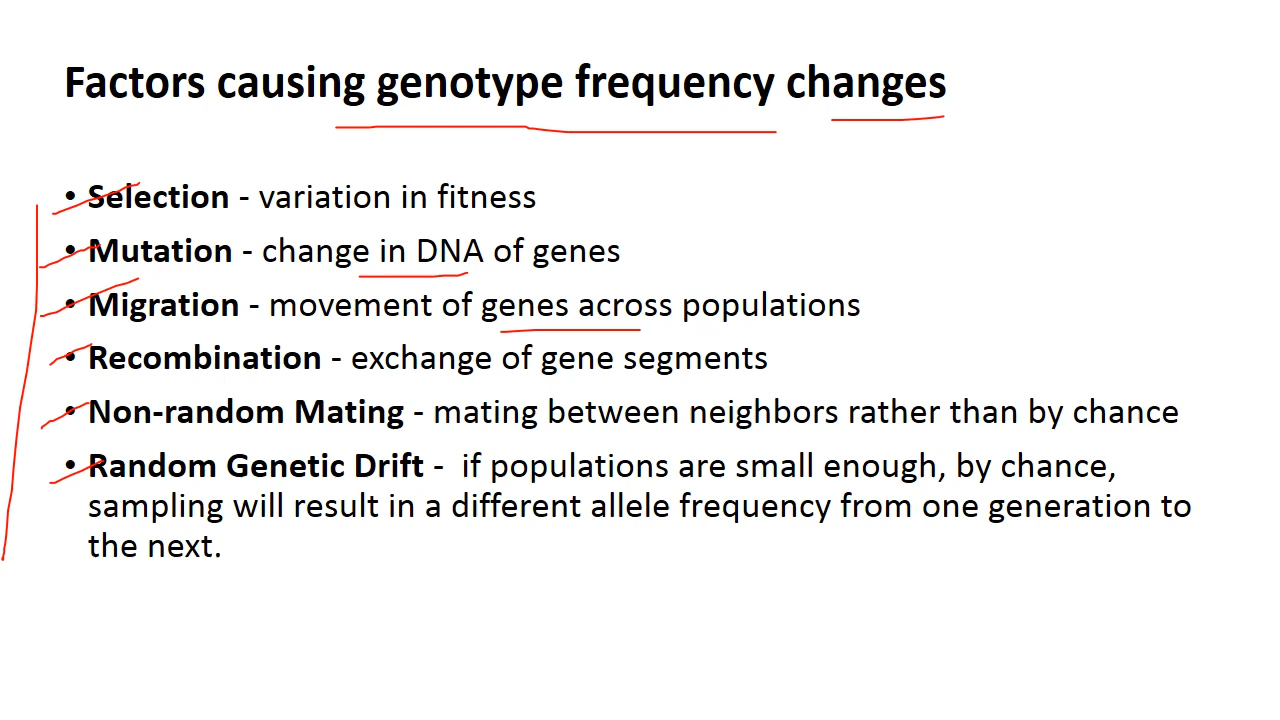 Factors causing genotype frequency changes
• Selection - variation in fitness
• Mutation - change in DNA of genes
• Migration - movement of genes across populations
• Recombination - exchange of gene segments
• Non-random Mating - mating between neighbors rather than by chance
• Random Genetic Drift -  if populations are small enough, by chance,
sampling will result in a different allele frequency from one generation to
the next.